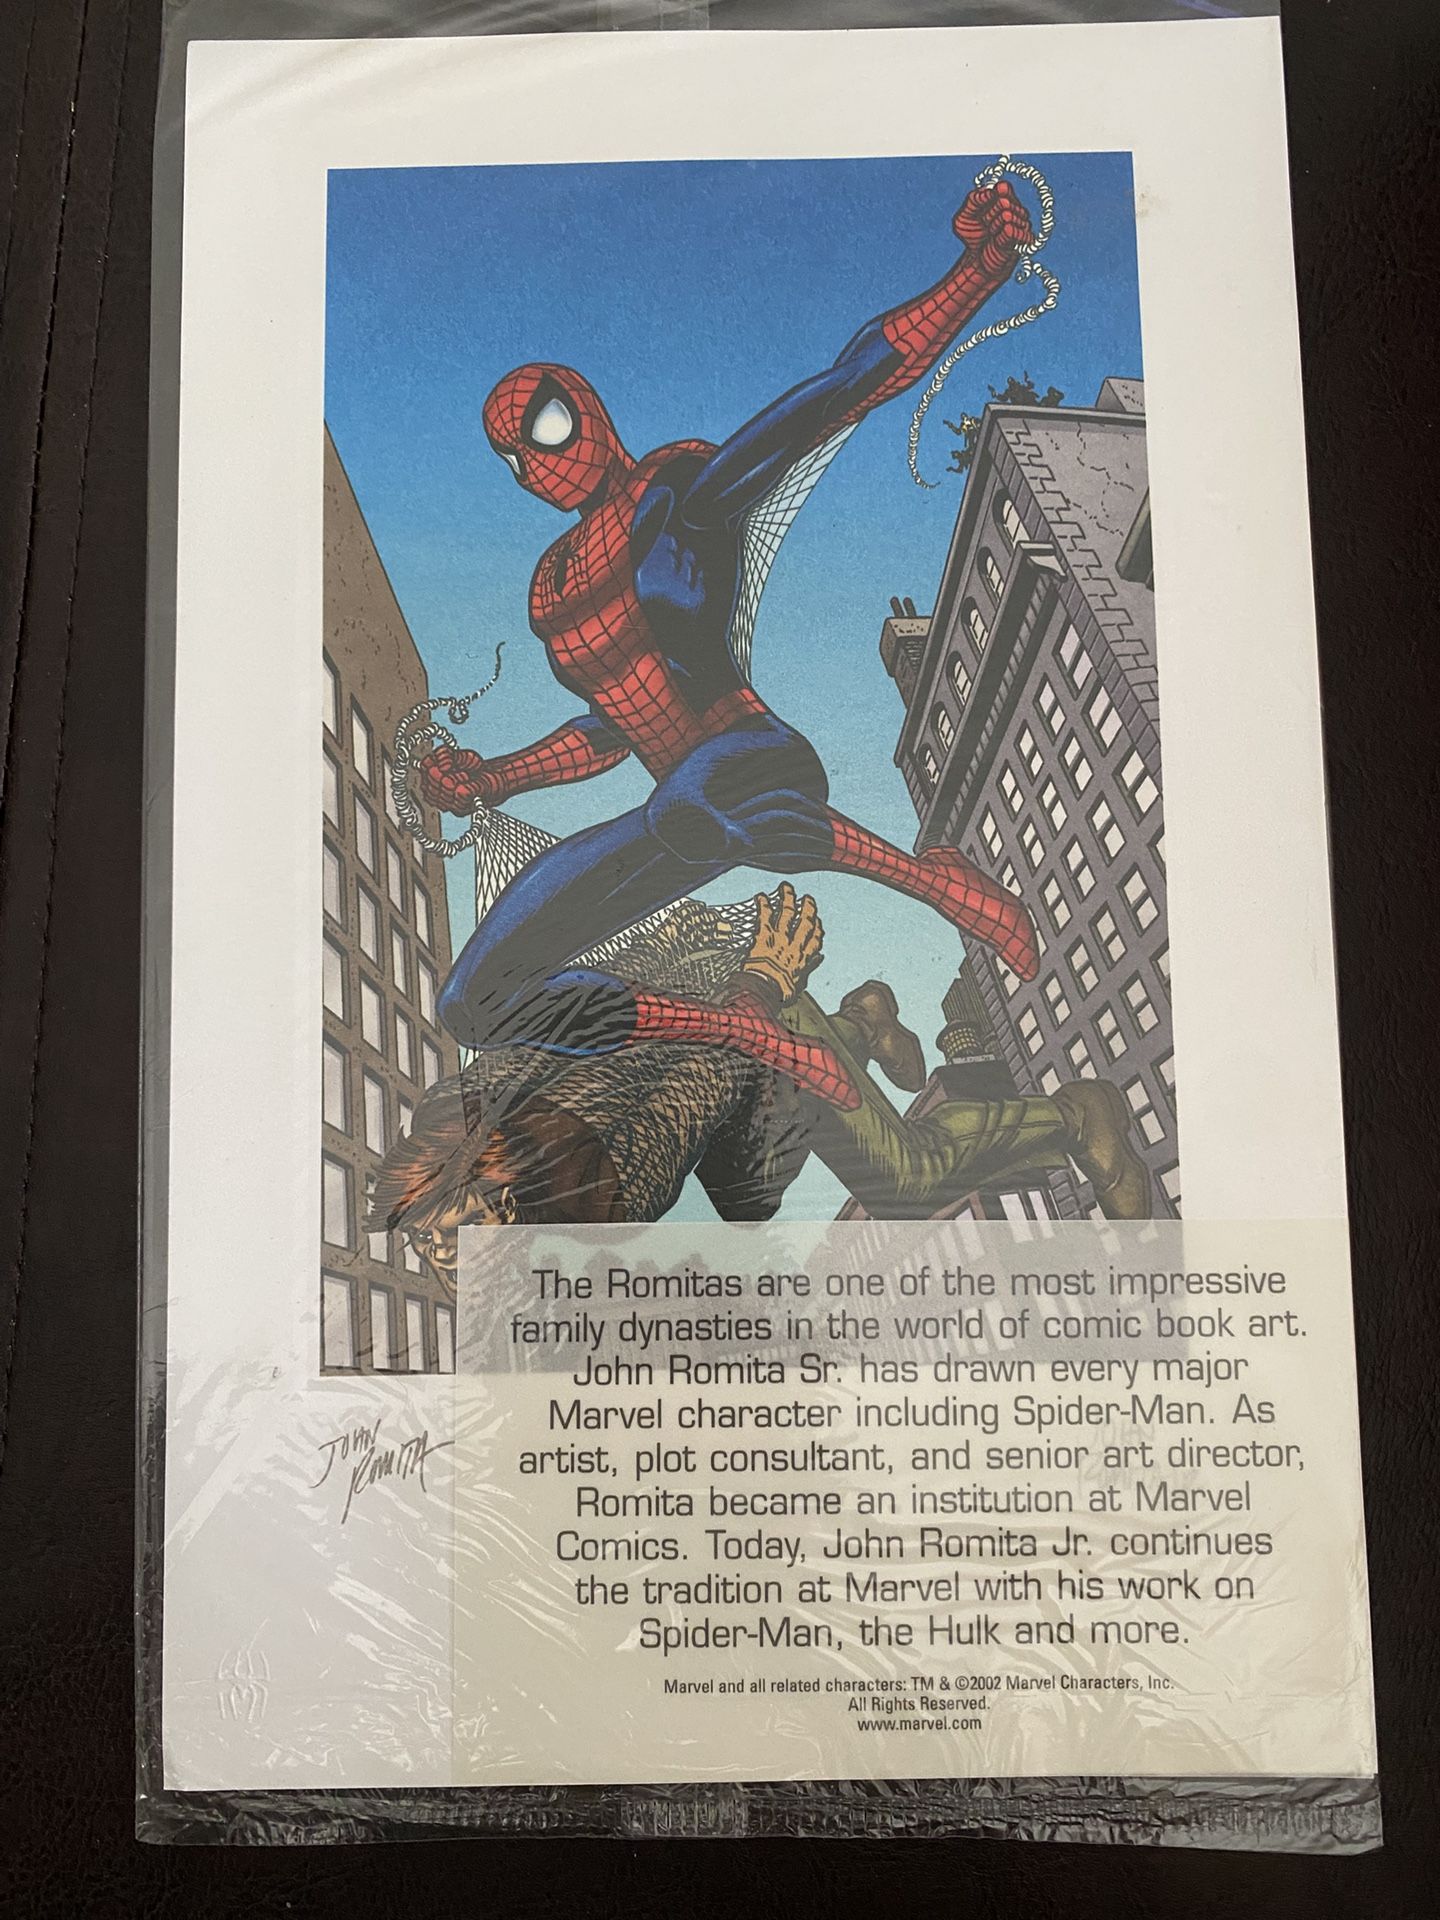 JOHN
ROMITA
The Romitas are one of the most impressive
family dynasties in the world of comic book art.
John Romita Sr. has drawn every major
Marvel character including Spider-Man. As
artist, plot consultant, and senior art director,
Romita became an institution at Marvel
Comics. Today, John Romita Jr. continues
the tradition at Marvel with his work on
Spider-Man, the Hulk and more.
Marvel and all related characters: TM & ©2002 Marvel Characters, Inc.
All Rights Reserved.
www.marvel.com